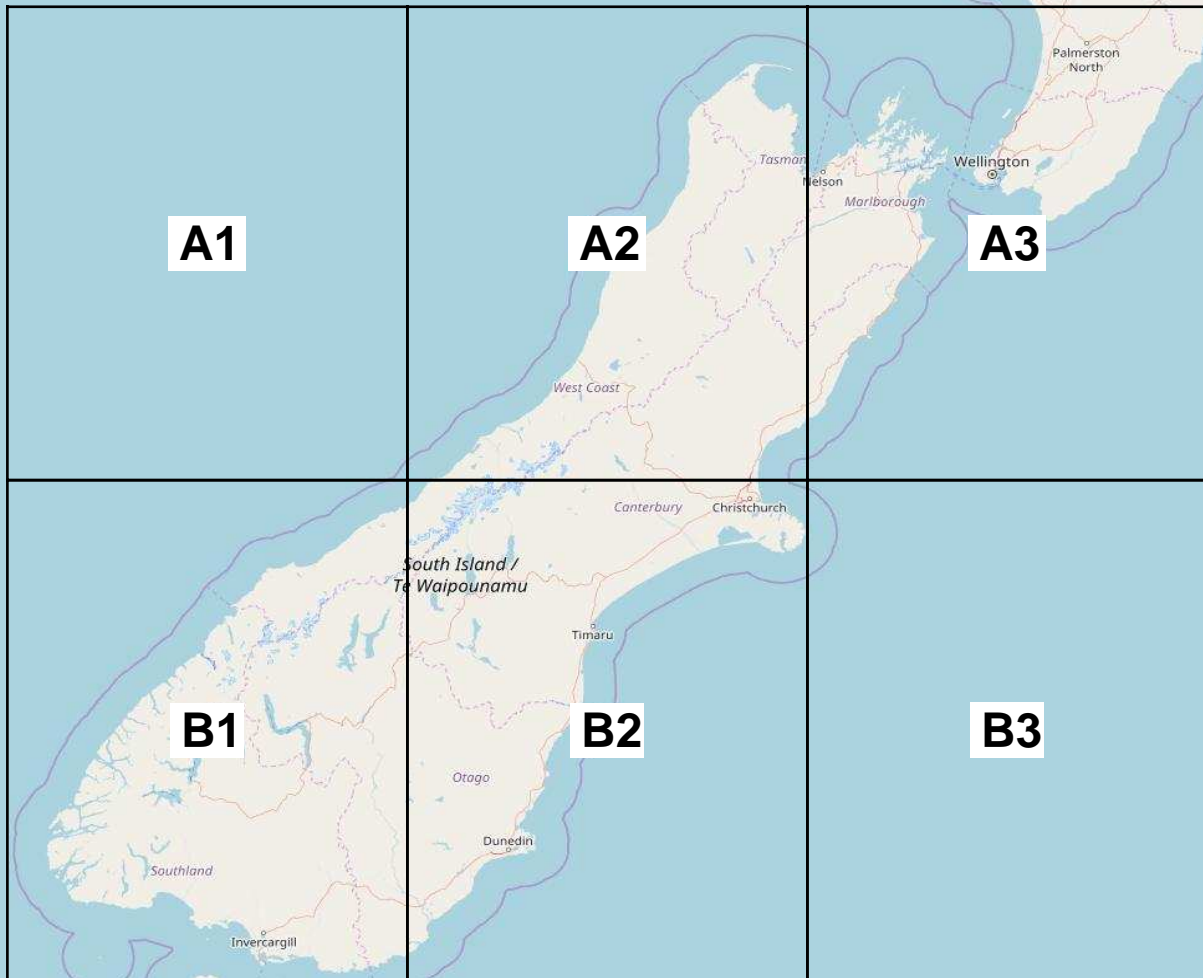 Palmerston
North
Wellington
Tasman
Nelson
Marlborough
A1
A2
A3
West Coast
Canterbury
Christchurch
South Island /
Te Waipounamu
Timaru
B1
B2
B3
Otago
Dunedin
Southland
Invercargill